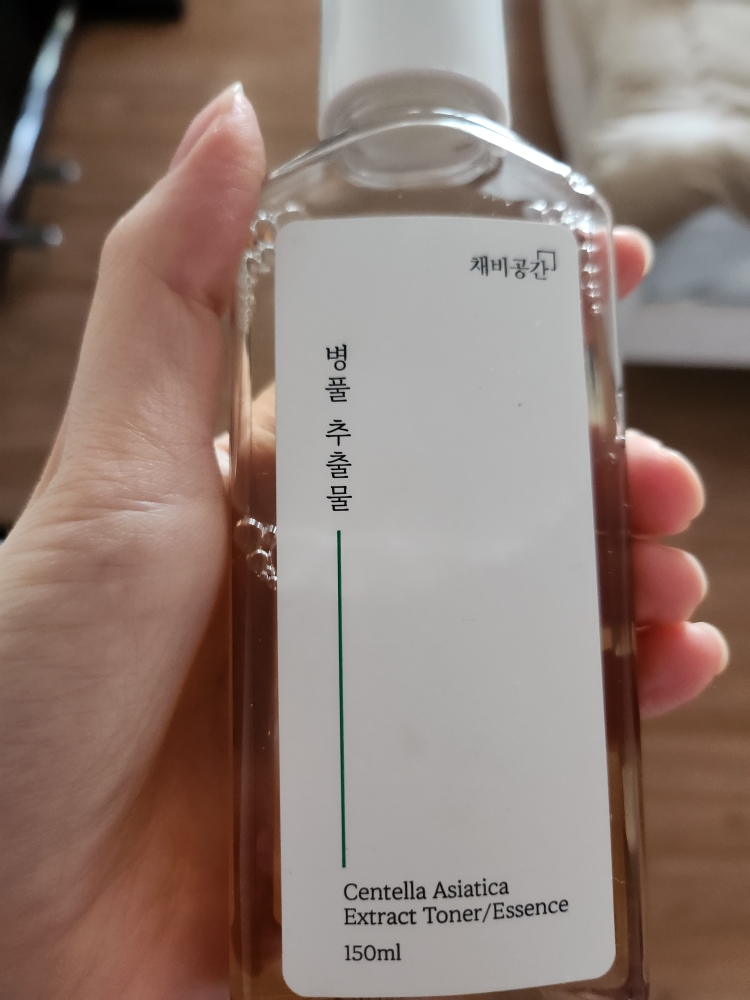 채비공간
병풀 추출물
Centella Asiatica
Extract Toner/Essence
150ml